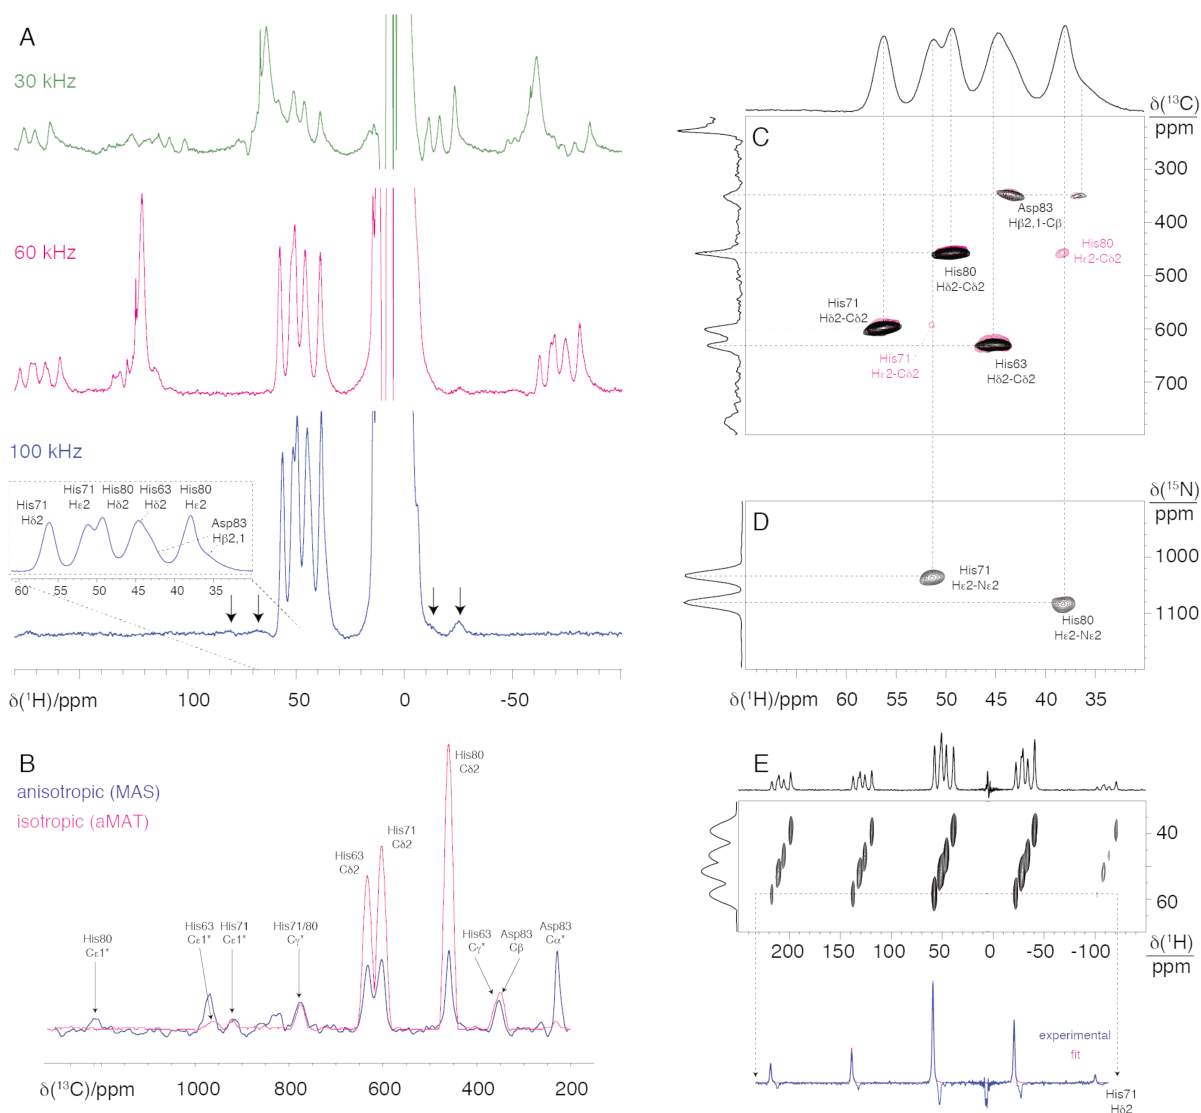 A
30 kHz
60 kHz
100 kHz
His71
Hδ2
His71
Hε2
His80
Hδ2
His63
Hδ2
His80
Hε2
Asp83
Hβ2,1
60 55 50 45 40 35
100 50 0 -50
δ(¹H)/ppm
B
anisotropic (MAS)
isotropic (aMAT)
His80
Cε1*
His63
Cε1*
His71
Cε1*
His71/80
Cγ*
His63
Cδ2
His71
Cδ2
His80
Cδ2
His63
Cγ*
Asp83
Cβ
Asp83
Cα*
δ(¹³C)/ppm
1000 800 600 400 200
C
δ(¹³C)
ppm
300
400
500
600
700
Asp83
Hβ2,1-Cβ
His80
Hε2-Cδ2
His80
Hδ2-Cδ2
His71
Hδ2-Cδ2
His71
Hε2-Cδ2
His63
Hδ2-Cδ2
D
δ(¹⁵N)
ppm
1000
1100
His71
Hε2-Nε2
His80
Hε2-Nε2
δ(¹H)/ppm
60 55 50 45 40 35
E
40
60
200 150 100 50 0 -50 -100
δ(¹H)
ppm
experimental
fit
His71
Hδ2